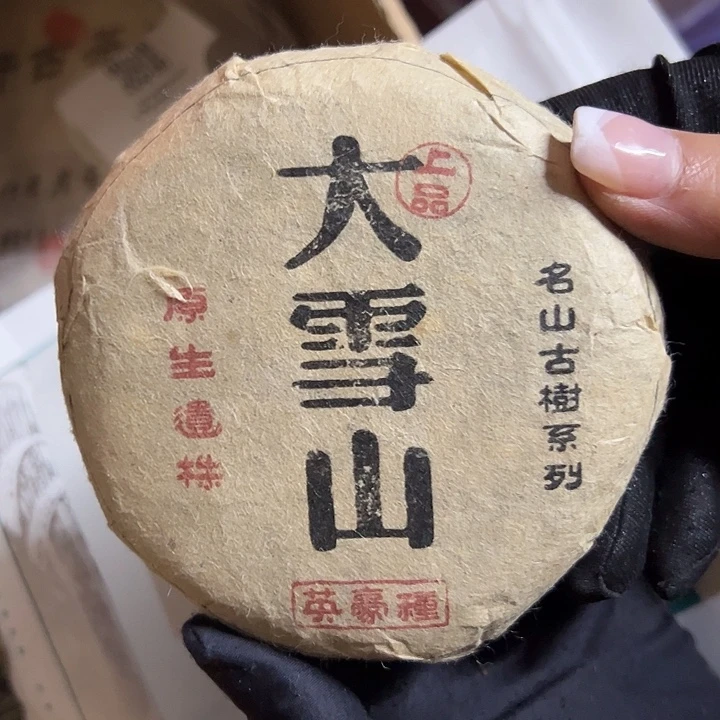 名山古樹系列
大雪山
上品
原生遺株
英豪種